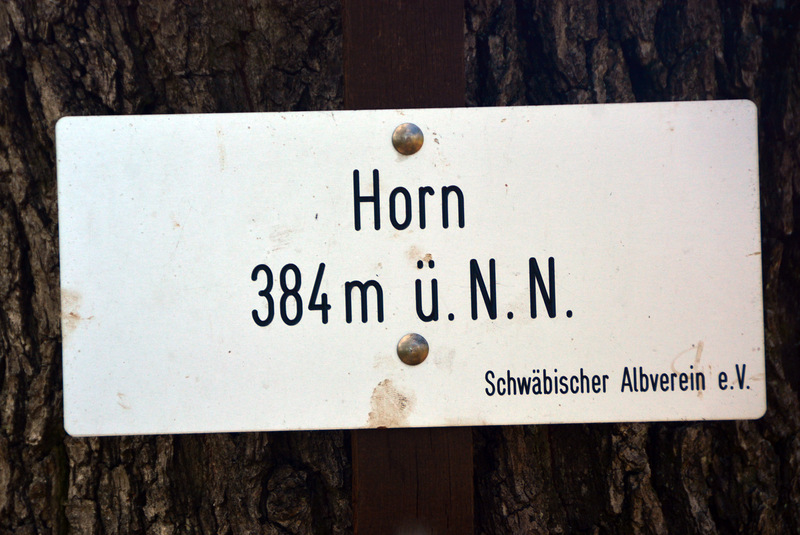 Horn
384m ü. N. N.
Schwäbischer Albverein e.V.